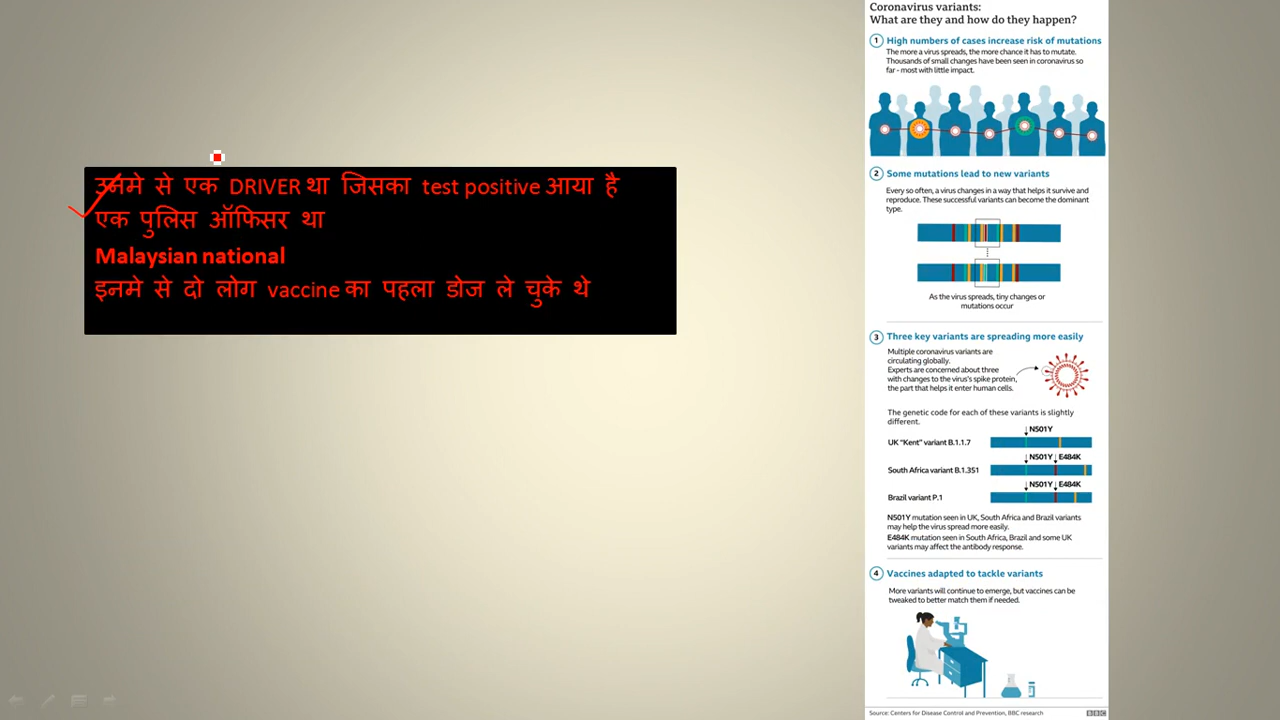 उनमे से एक DRIVER था जिसका test positive आया है
एक पुलिस ऑफिसर था
Malaysian national
इनमे से दो लोग vaccine का पहला डोज ले चुके थे
Coronavirus variants:
What are they and how do they happen?
1 High numbers of cases increase risk of mutations
The more a virus spreads, the more chance it has to mutate.
Thousands of small changes have been seen in coronavirus so
far - most with little impact.
2 Some mutations lead to new variants
Every so often, a virus changes in a way that helps it survive and
reproduce. These successful variants can become the dominant
type.
As the virus spreads, tiny changes or
mutations occur
3 Three key variants are spreading more easily
Multiple coronavirus variants are
circulating globally.
Experts are concerned about three
with changes to the virus's spike protein,
the part that helps it enter human cells.
The genetic code for each of these variants is slightly
different.
N501Y
UK "Kent" variant B.1.1.7
N501Y E484K
South Africa variant B.1.351
N501Y E484K
Brazil variant P.1
N501Y mutation seen in UK, South Africa and Brazil variants
may help the virus spread more easily.
E484K mutation seen in South Africa, Brazil and some UK
variants may affect the antibody response.
4 Vaccines adapted to tackle variants
More variants will continue to emerge, but vaccines can be
tweaked to better match them if needed.
Source: Centers for Disease Control and Prevention, BBC research
BBC